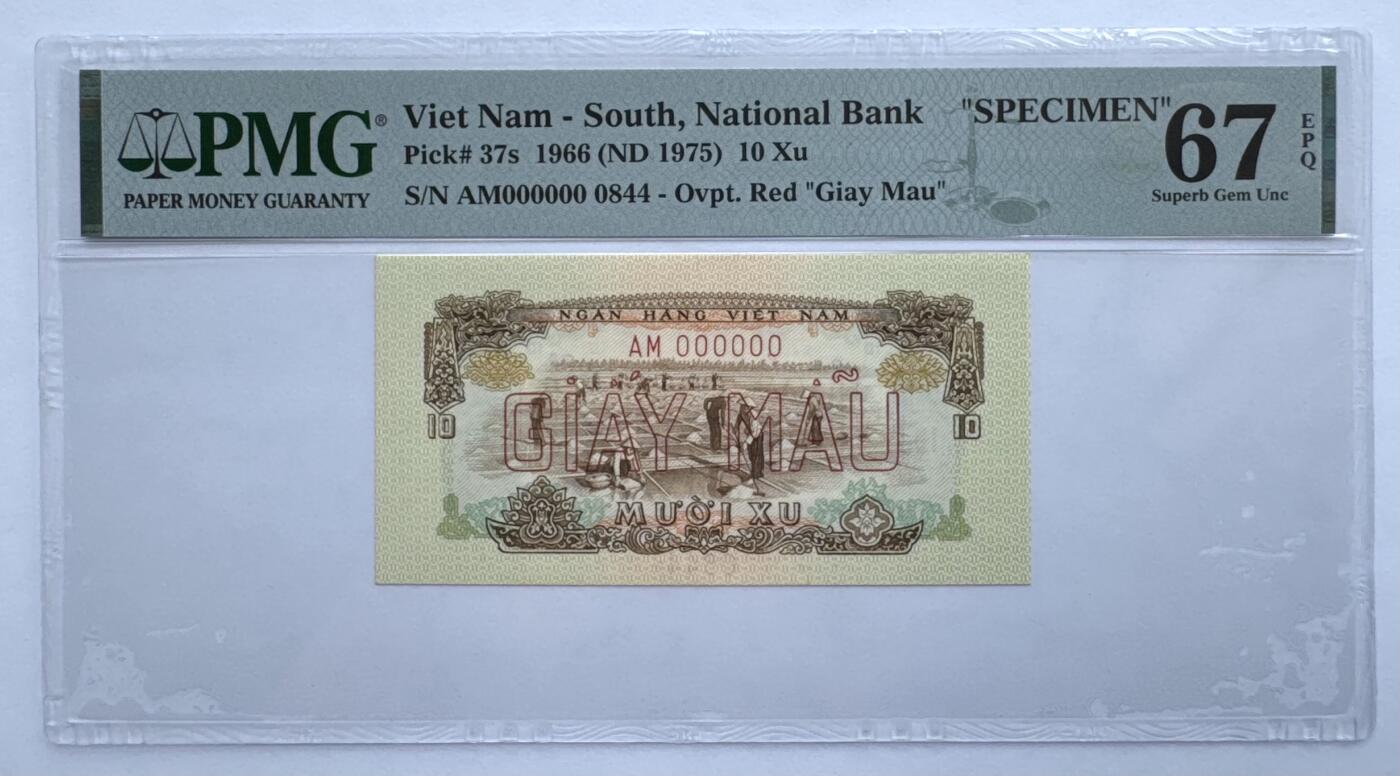 PMG®
PAPER MONEY GUARANTY
Viet Nam - South, National Bank "SPECIMEN"
Pick# 37s 1966 (ND 1975) 10 Xu
S/N AM000000 0844 - Ovpt. Red "Giay Mau"
67
EPQ
Superb Gem Unc
NGÂN HÀNG VIỆT NAM
AM 000000
GIẤY MẪU
10 10
MƯỜI XU